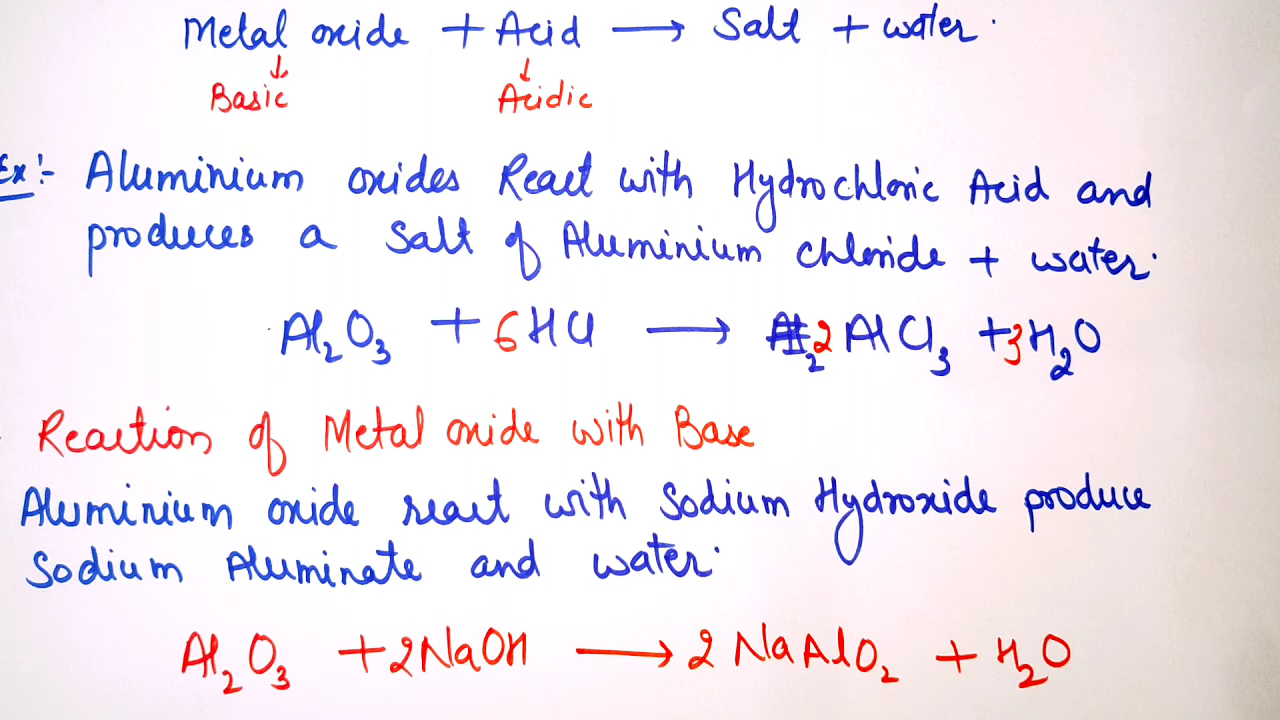 Metal oxide + Acid → Salt + water.
↓ ↓
Basic Acidic
Ex:- Aluminium oxides React with Hydrochloric Acid and
produces a salt of Aluminium chloride + water.
Al₂O₃ + 6HCl → 2AlCl₃ + 3H₂O
Reaction of Metal oxide with Base
Aluminium oxide react with Sodium Hydroxide produce
Sodium Aluminate and water.
Al₂O₃ + 2NaOH → 2NaAlO₂ + H₂O